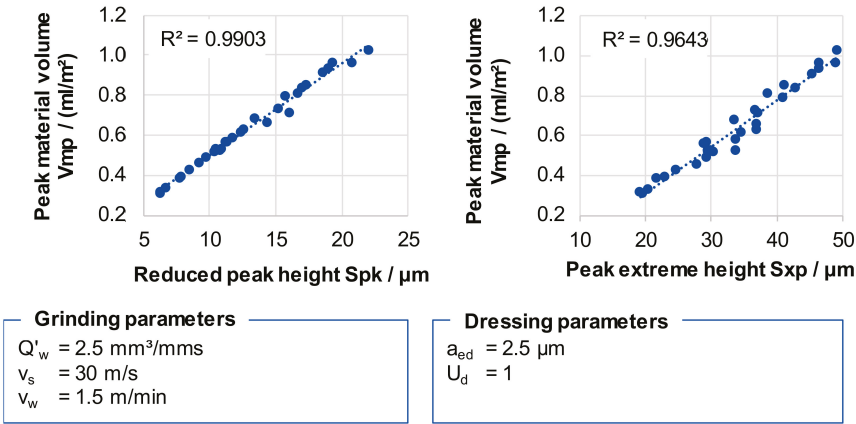 Peak material volume
Vmp / (ml/m²)
1.2
1.0
0.8
0.6
0.4
0.2
R² = 0.9903
5
10
15
20
25
Reduced peak height Spk / µm
Peak material volume
Vmp / (ml/m²)
1.2
1.0
0.8
0.6
0.4
0.2
R² = 0.9643
10
20
30
40
50
Peak extreme height Sxp / µm
Grinding parameters
Q'w = 2.5 mm³/mms
vs = 30 m/s
vw = 1.5 m/min
Dressing parameters
aed = 2.5 µm
Ud = 1